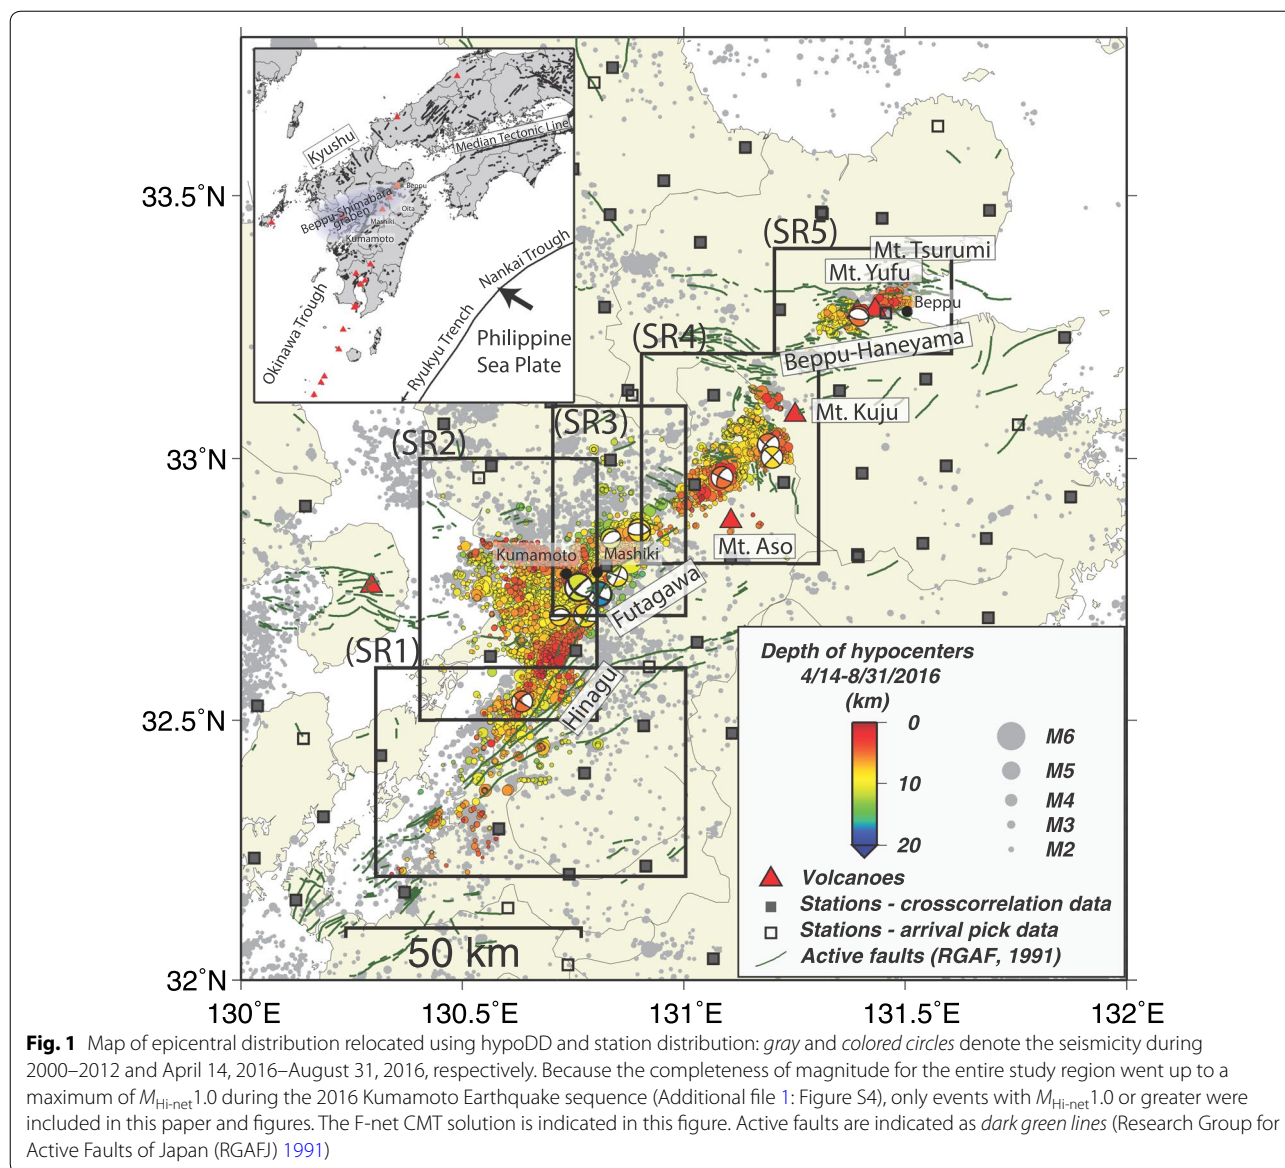 Kyushu
Median Tectonic Line
Beppu
Beppu-Shimabara
graben
Oita
Mashiki
Kumamoto
Okinawa Trough
Nankai Trough
Ryukyu Trench
Philippine
Sea Plate
33.5˚N
33˚N
32.5˚N
32˚N
130˚E
130.5˚E
131˚E
131.5˚E
132˚E
(SR5)
Mt. Tsurumi
Mt. Yufu
Beppu
(SR4)
Beppu-Haneyama
Mt. Kuju
(SR3)
(SR2)
Mt. Aso
Kumamoto
Mashiki
Futagawa
(SR1)
Hinagu
50 km
Depth of hypocenters
4/14-8/31/2016
(km)
0
10
20
M6
M5
M4
M3
M2
Volcanoes
Stations - crosscorrelation data
Stations - arrival pick data
Active faults (RGAF, 1991)
Fig. 1 Map of epicentral distribution relocated using hypoDD and station distribution: gray and colored circles denote the seismicity during
2000–2012 and April 14, 2016–August 31, 2016, respectively. Because the completeness of magnitude for the entire study region went up to a
maximum of MHi-net1.0 during the 2016 Kumamoto Earthquake sequence (Additional file 1: Figure S4), only events with MHi-net1.0 or greater were
included in this paper and figures. The F-net CMT solution is indicated in this figure. Active faults are indicated as dark green lines (Research Group for
Active Faults of Japan (RGAFJ) 1991)